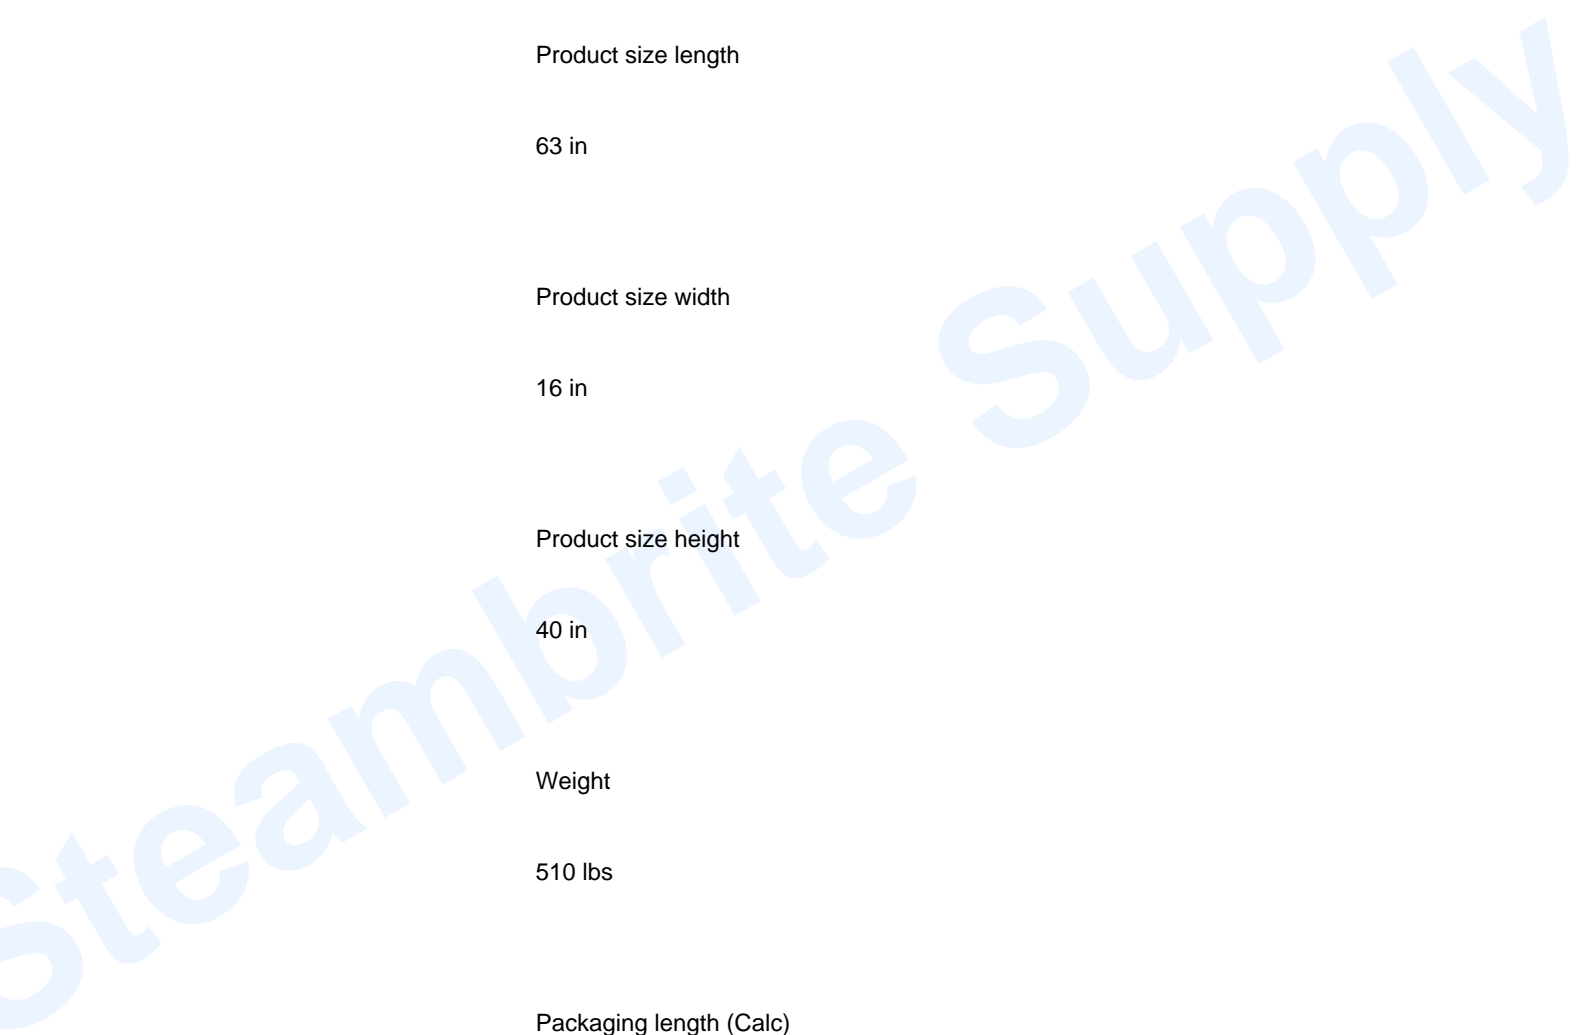 Product size length
63 in
Product size width
16 in
Product size height
40 in
Weight
510 lbs
Packaging length (Calc)
Steambrite Supply